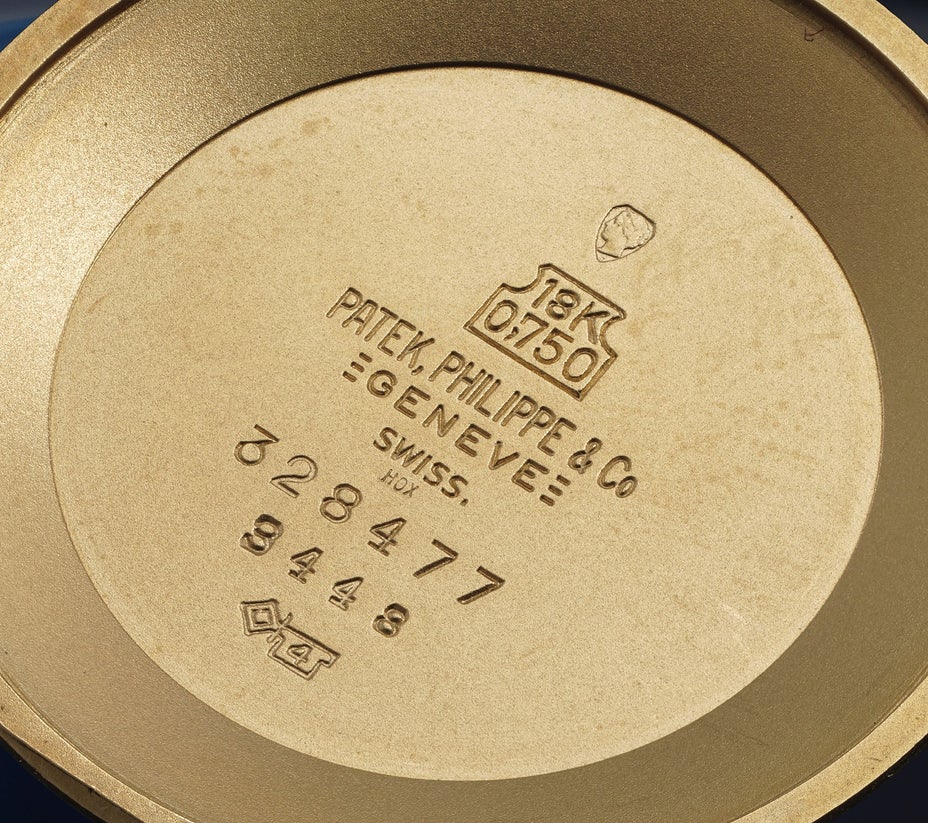 18K
0,750
PATEK, PHILIPPE & Co
GENEVE
SWISS.
HOX
328477
3448
4